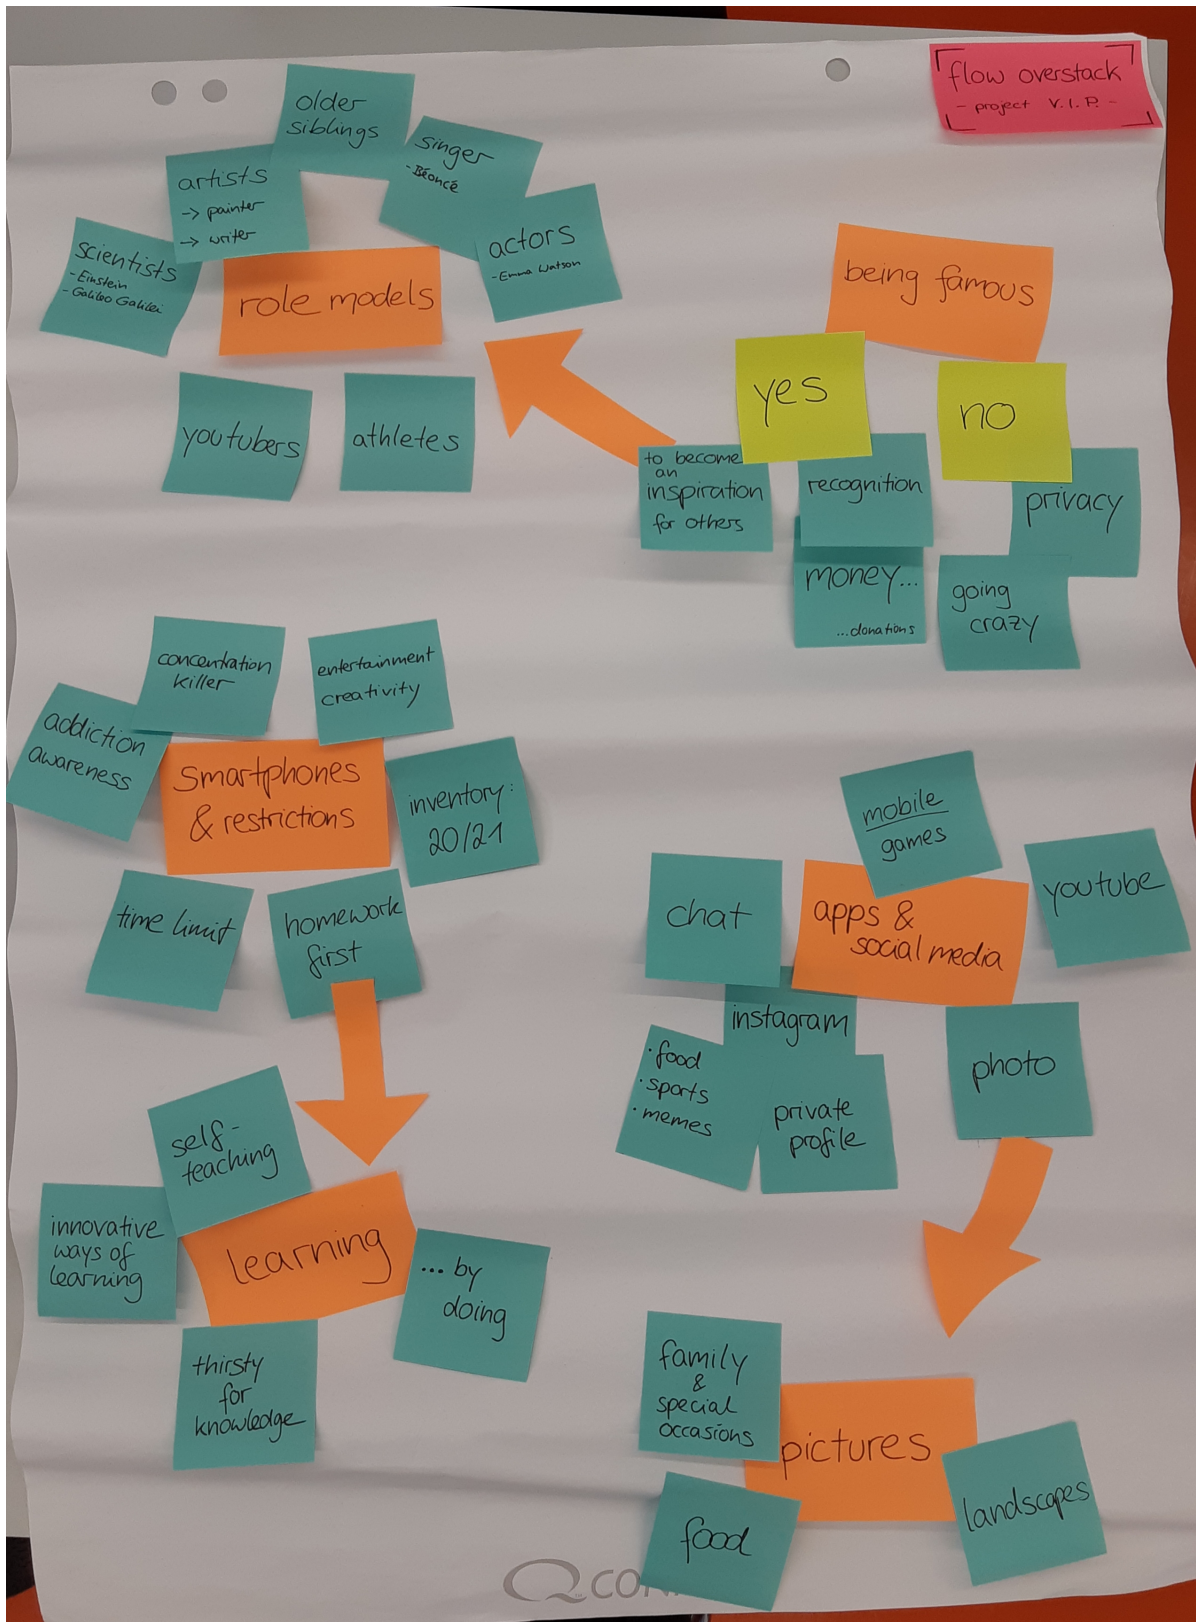 flow overstack
- project V.I.P. -
older
siblings
singer
- Béoncé
artists
-> painter
-> writer
actors
- Emma Watson
scientists
- Einstein
- Galileo Galilei
role models
youtubers
athletes
being famous
yes
no
to become
an
inspiration
for others
recognition
privacy
money...
...donations
going
crazy
concentration
killer
entertainment
creativity
addiction
awareness
smartphones
& restrictions
inventory:
20/21
time limit
homework
first
mobile
games
chat
apps &
social media
youtube
instagram
· food
· sports
· memes
private
profile
photo
self-
teaching
innovative
ways of
learning
learning
... by
doing
thirsty
for
knowledge
family
&
special
occasions
pictures
landscapes
food